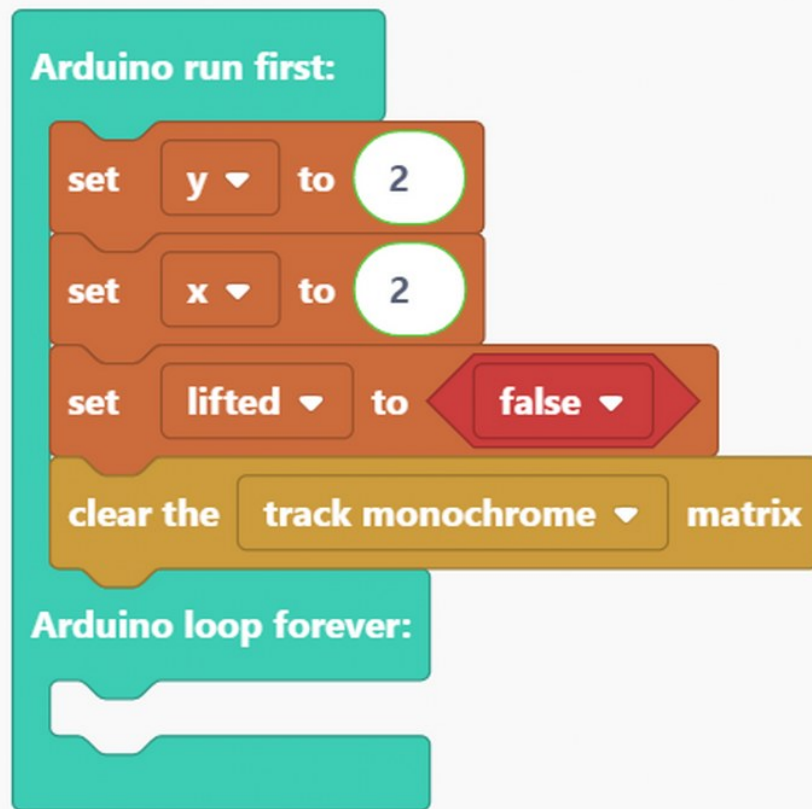 Arduino run first:
set y to 2
set x to 2
set lifted to false
clear the track monochrome matrix
Arduino loop forever: